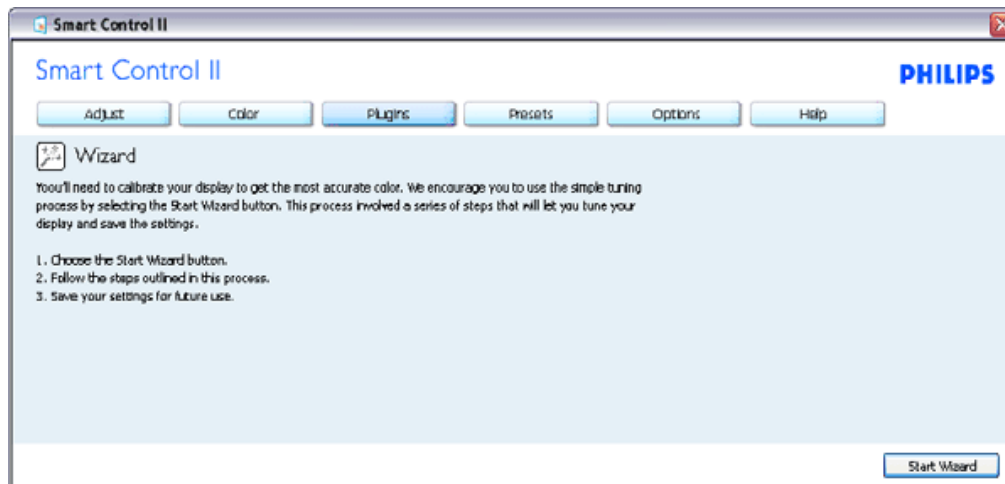 Smart Control II
Smart Control II
PHILIPS
Adjust
Color
Plugins
Presets
Options
Help
Wizard
Yoou'll need to calibrate your display to get the most accurate color. We encourage you to use the simple tuning
process by selecting the Start Wizard button. This process involved a series of steps that will let you tune your
display and save the settings.
1. Choose the Start Wizard button.
2. Follow the steps outlined in this process.
3. Save your settings for future use.
Start Wizard